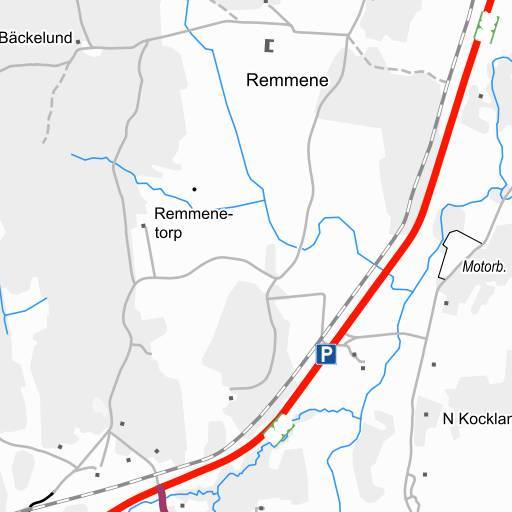 Bäckelund
Remmene
Remmene-
torp
Motorb.
P
N Kocklan